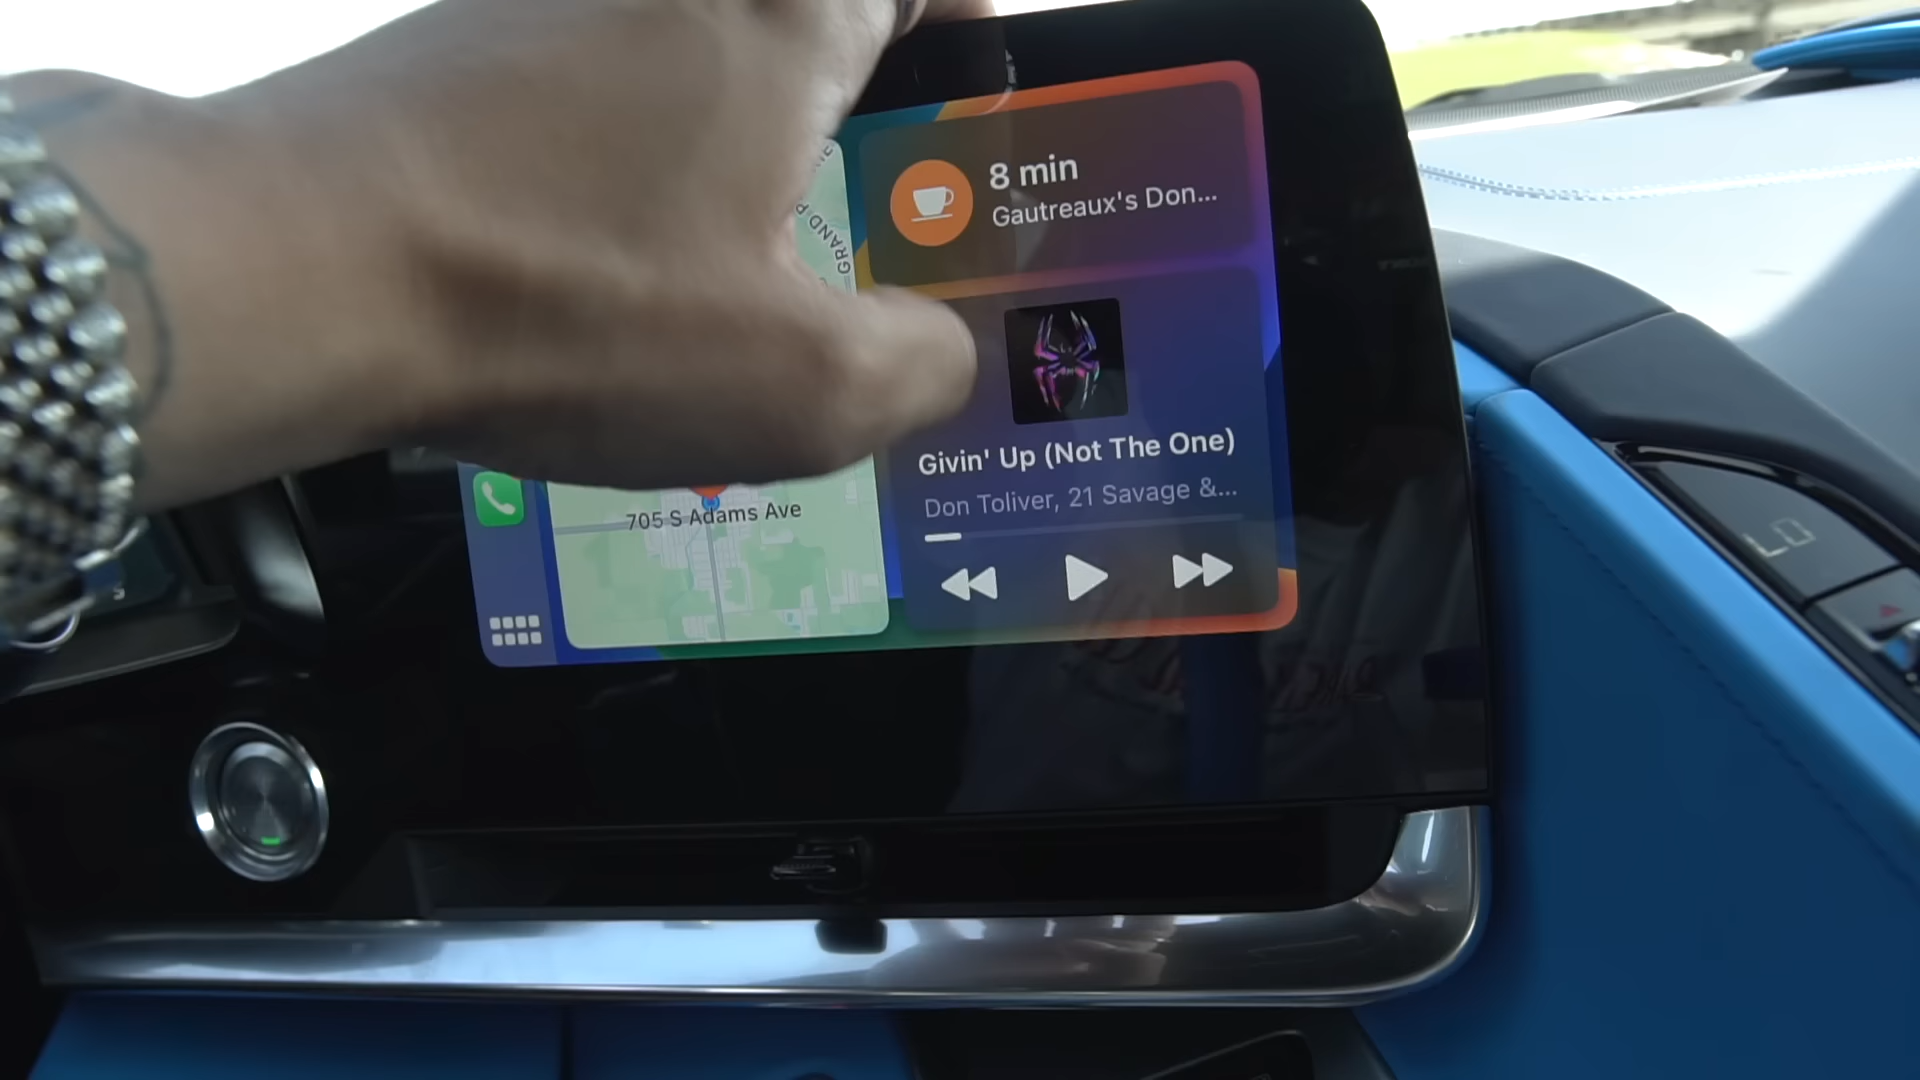 8 min
Gautreaux's Don...
GRAND
Givin' Up (Not The One)
Don Toliver, 21 Savage &...
705 S Adams Ave